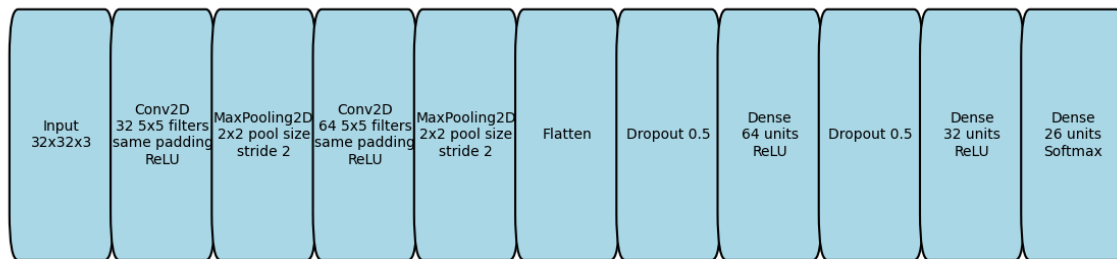 Input
32x32x3
Conv2D
32 5x5 filters
same padding
ReLU
MaxPooling2D
2x2 pool size
stride 2
Conv2D
64 5x5 filters
same padding
ReLU
MaxPooling2D
2x2 pool size
stride 2
Flatten
Dropout 0.5
Dense
64 units
ReLU
Dropout 0.5
Dense
32 units
ReLU
Dense
26 units
Softmax